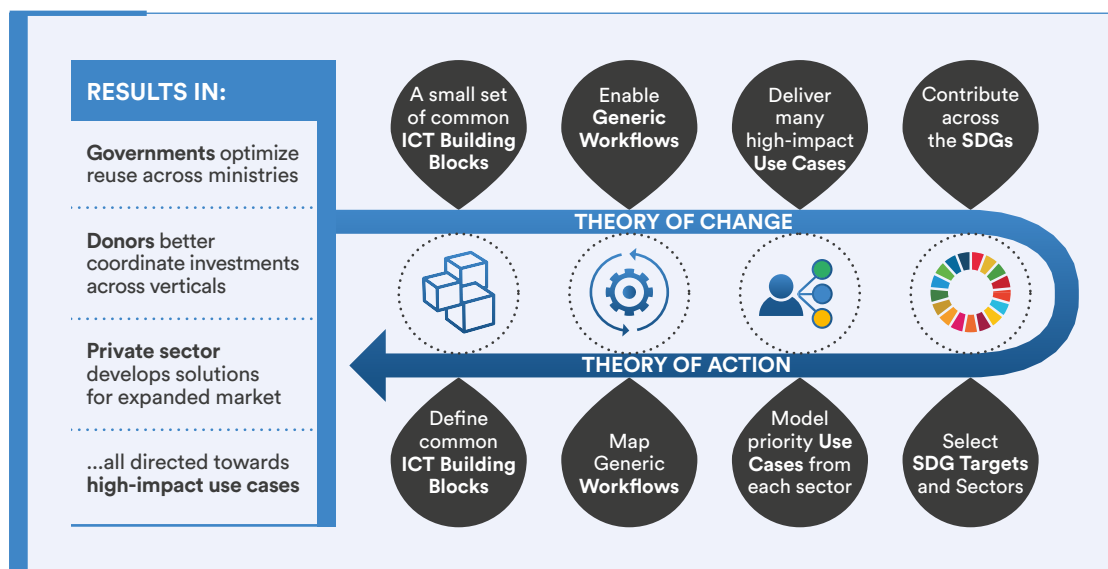 RESULTS IN:
Governments optimize
reuse across ministries
Donors better
coordinate investments
across verticals
Private sector
develops solutions
for expanded market
...all directed towards
high-impact use cases
A small set
of common
ICT Building
Blocks
Enable
Generic
Workflows
Deliver
many
high-impact
Use Cases
Contribute
across
the SDGs
THEORY OF CHANGE
THEORY OF ACTION
Define
common
ICT Building
Blocks
Map
Generic
Workflows
Model
priority Use
Cases from
each sector
Select
SDG Targets
and Sectors